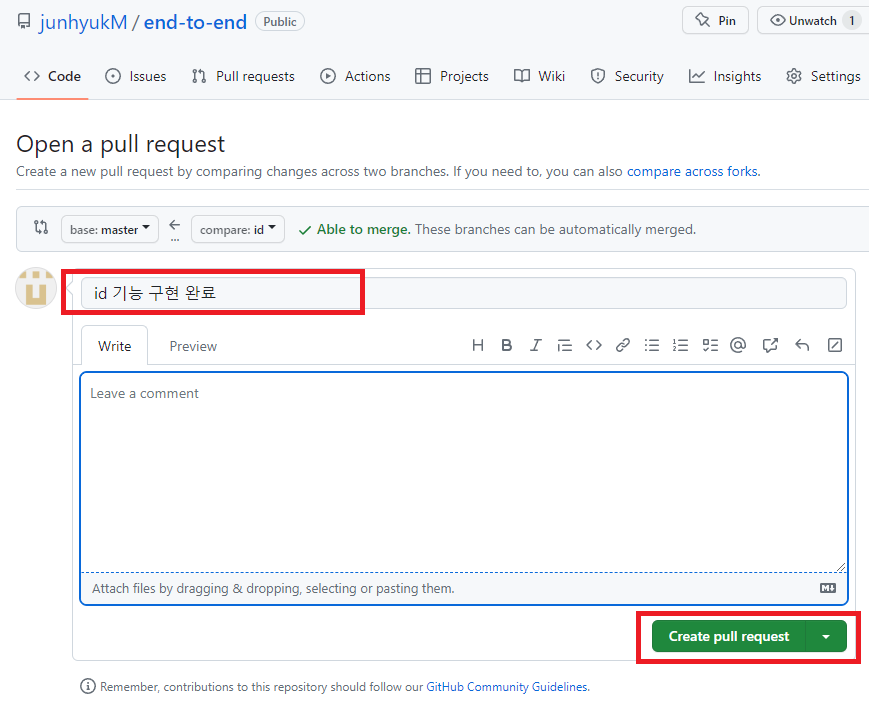 junhyukM / end-to-end Public Pin Unwatch 1
Code Issues Pull requests Actions Projects Wiki Security Insights Settings
Open a pull request
Create a new pull request by comparing changes across two branches. If you need to, you can also compare across forks.
base: master compare: id Able to merge. These branches can be automatically merged.
id 기능 구현 완료
Write Preview
Leave a comment
Attach files by dragging & dropping, selecting or pasting them.
Create pull request
Remember, contributions to this repository should follow our GitHub Community Guidelines.